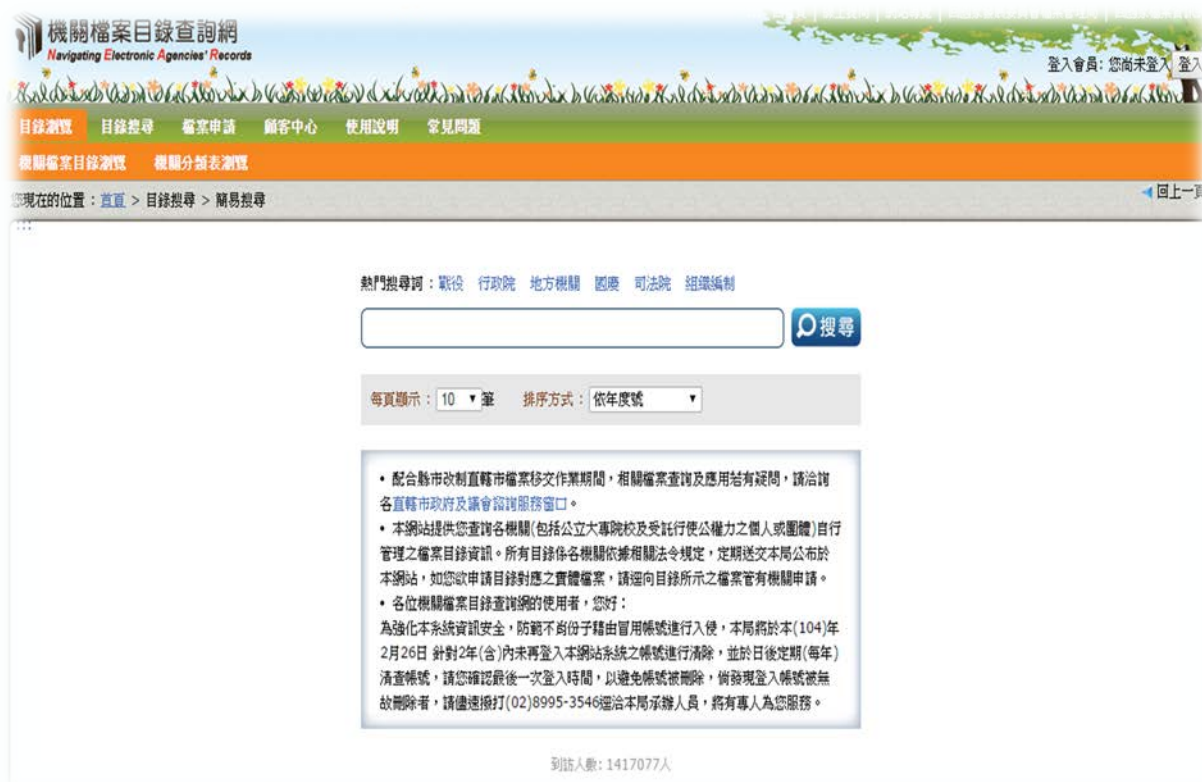 機關檔案目錄查詢網
Navigating Electronic Agencies' Records
登入會員: 您尚未登入 登入
目錄瀏覽 目錄搜尋 檔案申請 顧客中心 使用說明 常見問題
機關檔案目錄瀏覽 機關分類表瀏覽
您現在的位置：首頁 > 目錄搜尋 > 簡易搜尋
回上一頁
熱門搜尋詞：戰役 行政院 地方機關 國慶 司法院 組織編制
搜尋
每頁顯示： 10 筆 排序方式： 依年度號
• 配合縣市改制直轄市檔案移交作業期間，相關檔案查詢及應用若有疑問，請洽詢
各直轄市政府及議會諮詢服務窗口。
• 本網站提供您查詢各機關(包括公立大專院校及受託行使公權力之個人或團體)自行
管理之檔案目錄資訊。所有目錄係各機關依據相關法令規定，定期送交本局公布於
本網站，如您欲申請目錄對應之實體檔案，請逕向目錄所示之檔案管有機關申請。
• 各位機關檔案目錄查詢網的使用者，您好：
為強化本系統資訊安全，防範不肖份子藉由冒用帳號進行入侵，本局將於本(104)年
2月26日 針對2年(含)內未再登入本網站系統之帳號進行清除，並於日後定期(每年)
清查帳號，請您確認最後一次登入時間，以避免帳號被刪除，倘發現登入帳號被無
故刪除者，請儘速撥打(02)8995-3546逕洽本局承辦人員，將有專人為您服務。
到訪人數: 1417077人